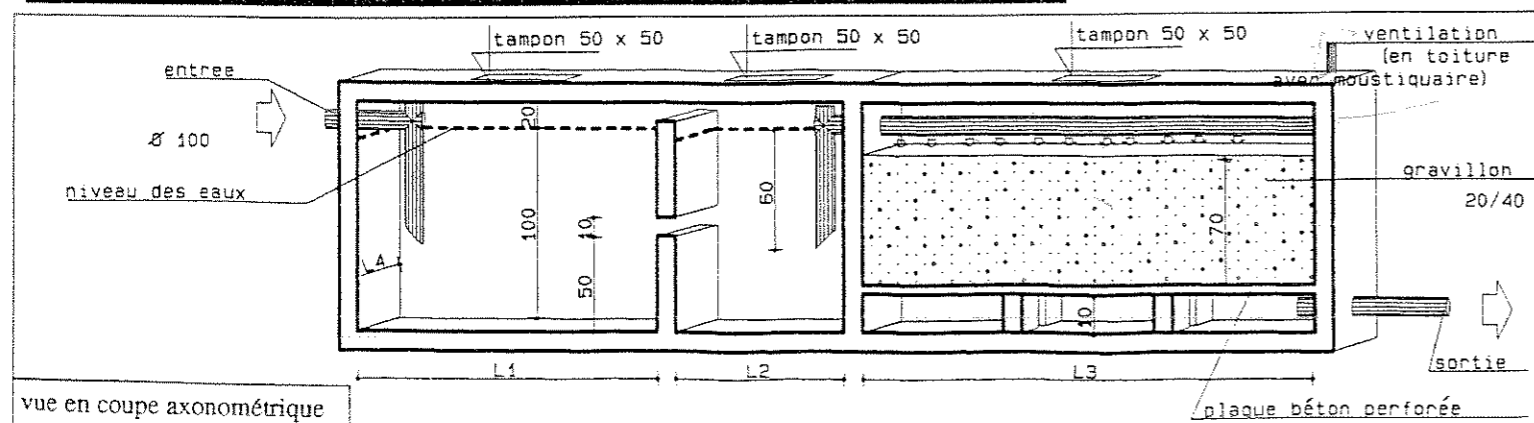 tampon 50 x 50
tampon 50 x 50
tampon 50 x 50
ventilation
(en toiture
avec moustiquaire)
entree
Ø 100
niveau des eaux
20
100
10
50
60
A
gravillon
20/40
70
10
L1
L2
L3
sortie
plaque béton perforée
vue en coupe axonométrique